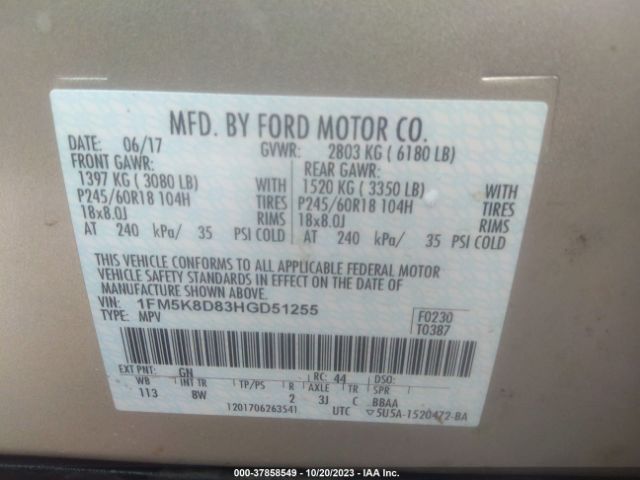 MFD. BY FORD MOTOR CO.
DATE: 06/17 GVWR: 2803 KG ( 6180 LB)
FRONT GAWR: REAR GAWR:
1397 KG ( 3080 LB) WITH 1520 KG ( 3350 LB) WITH
P245/60R18 104H TIRES P245/60R18 104H TIRES
18x8.0J RIMS 18x8.0J RIMS
AT 240 kPa/ 35 PSI COLD AT 240 kPa/ 35 PSI COLD
THIS VEHICLE CONFORMS TO ALL APPLICABLE FEDERAL MOTOR
VEHICLE SAFETY STANDARDS IN EFFECT ON THE DATE OF
MANUFACTURE SHOWN ABOVE.
VIN: 1FM5K8D83HGD51255 F0230
TYPE: MPV T0387
EXT PNT: GN RC: 44 DSO:
WB INT TR TP/PS R AXLE TR SPR
113 8W 2 3J C BBAA
1201706263541 UTC ▽5U5A-1520472-BA
000-37858549 - 10/20/2023 - IAA Inc.